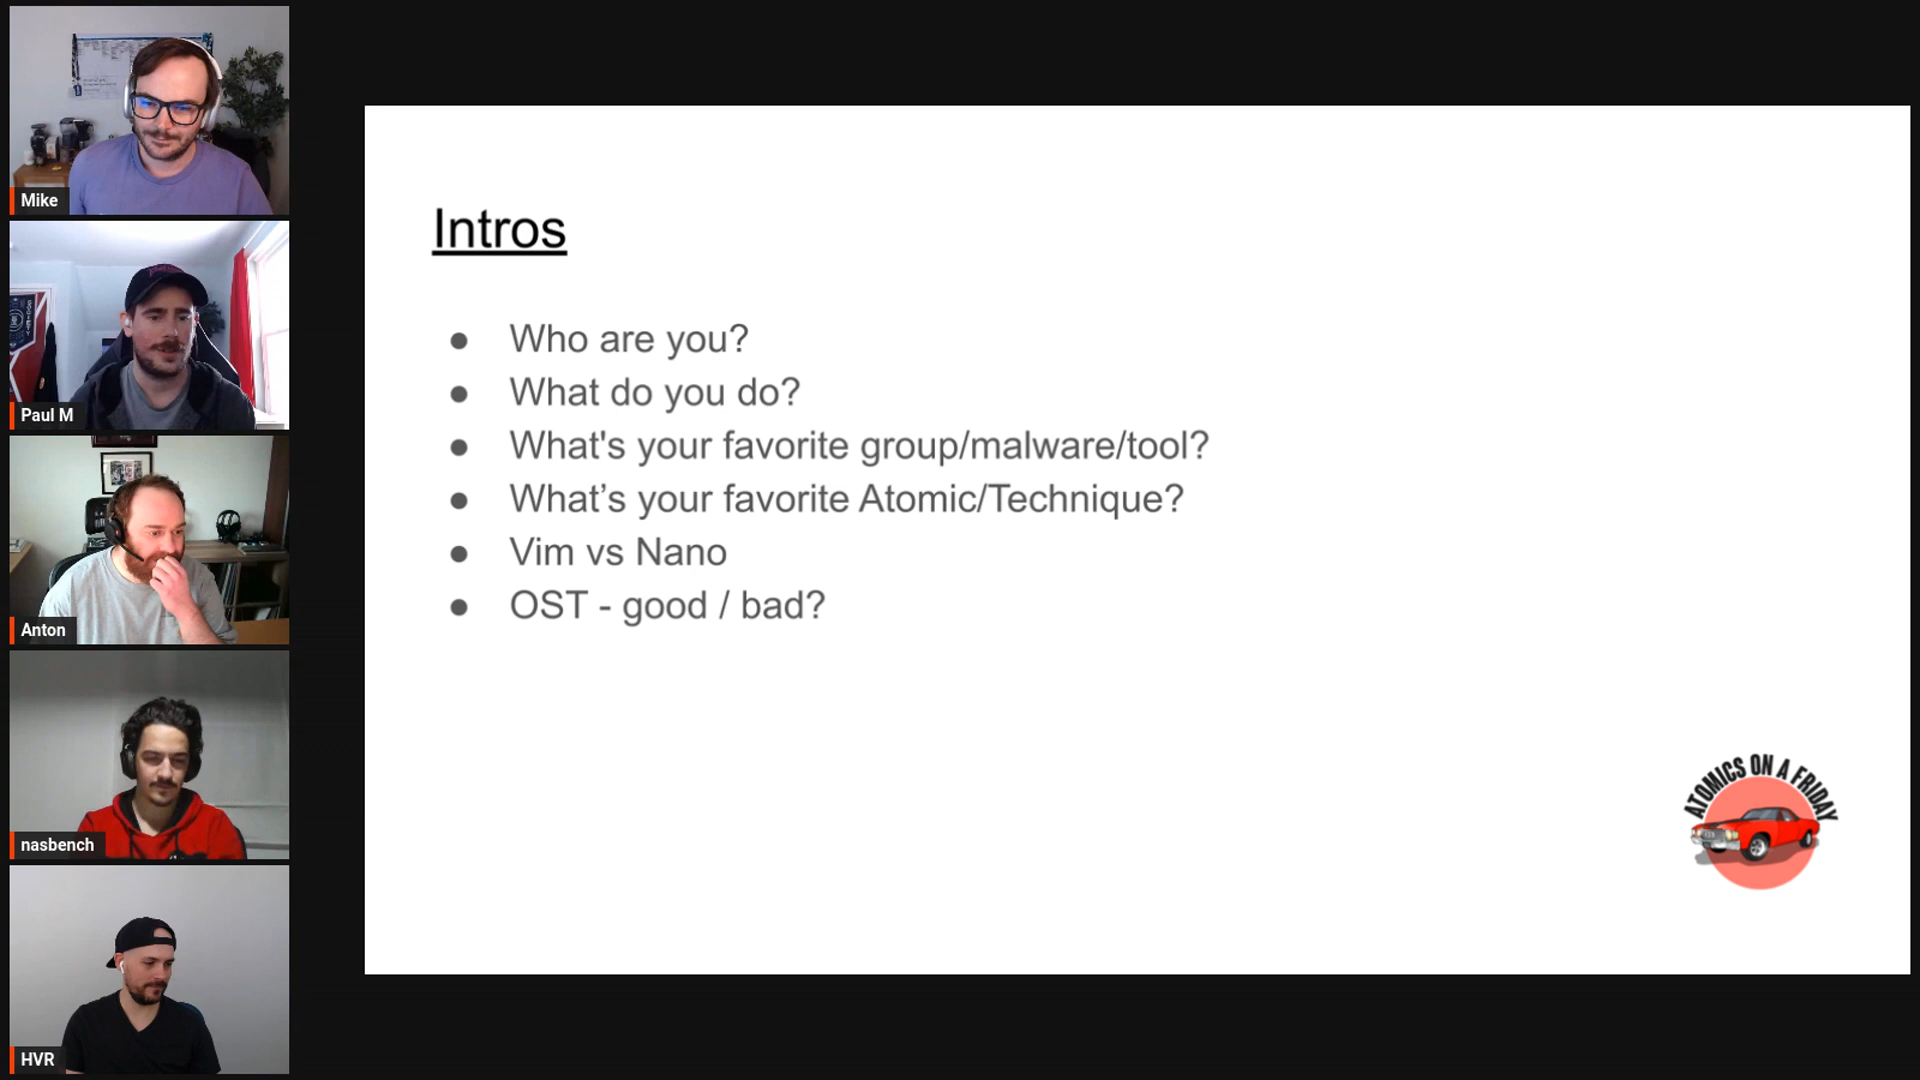 Mike
Paul M
Anton
nasbench
HVR
Intros
● Who are you?
● What do you do?
● What's your favorite group/malware/tool?
● What’s your favorite Atomic/Technique?
● Vim vs Nano
● OST - good / bad?
ATOMICS ON A FRIDAY